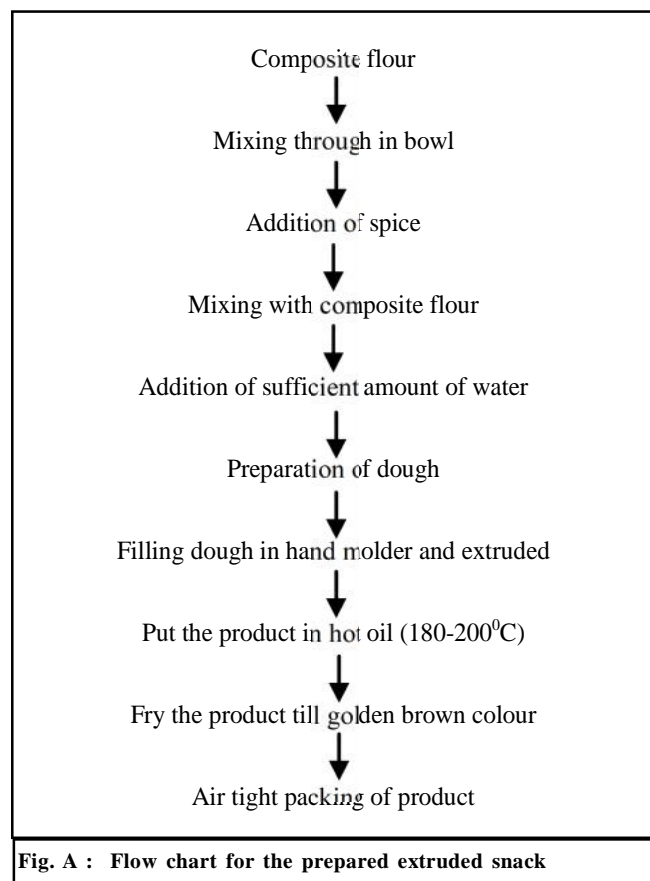 Composite flour
Mixing through in bowl
Addition of spice
Mixing with composite flour
Addition of sufficient amount of water
Preparation of dough
Filling dough in hand molder and extruded
Put the product in hot oil (180-200⁰C)
Fry the product till golden brown colour
Air tight packing of product
Fig. A : Flow chart for the prepared extruded snack